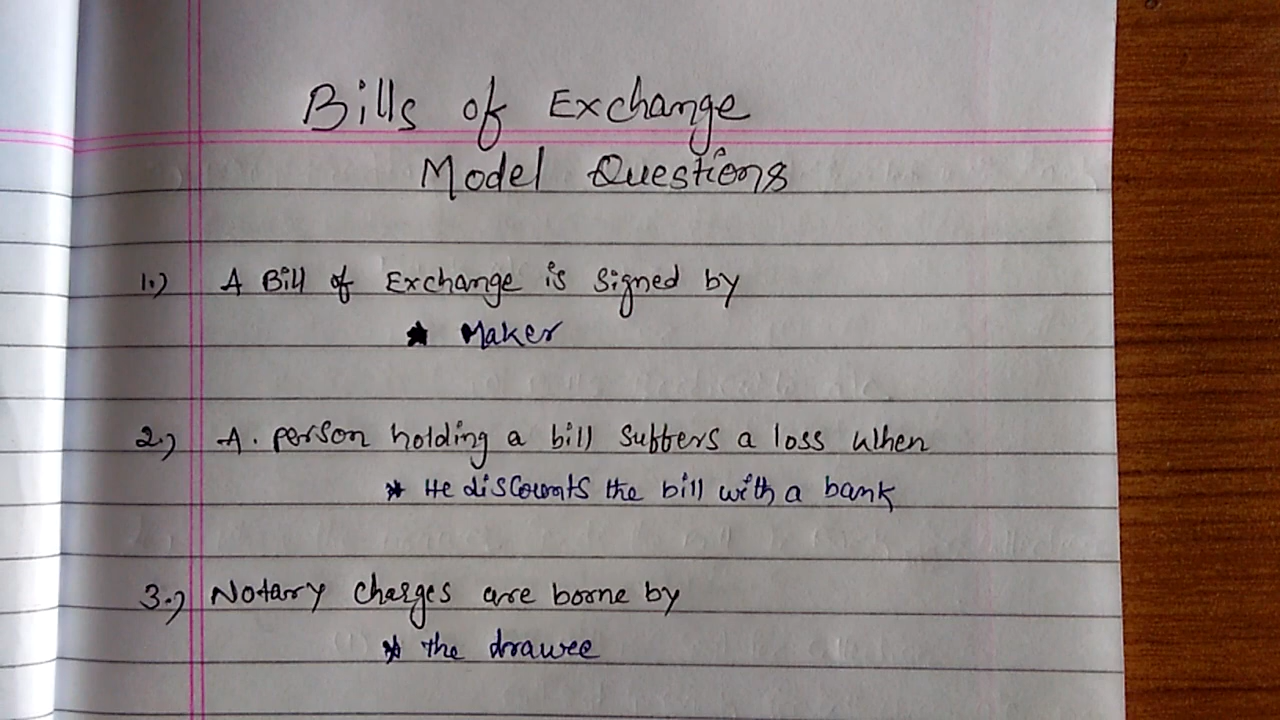 Bills of Exchange
Model Questions
1.) A Bill of Exchange is signed by
★ Maker
2.) A. person holding a bill suffers a loss when
* He discounts the bill with a bank
3.) Notary charges are borne by
* the drawee